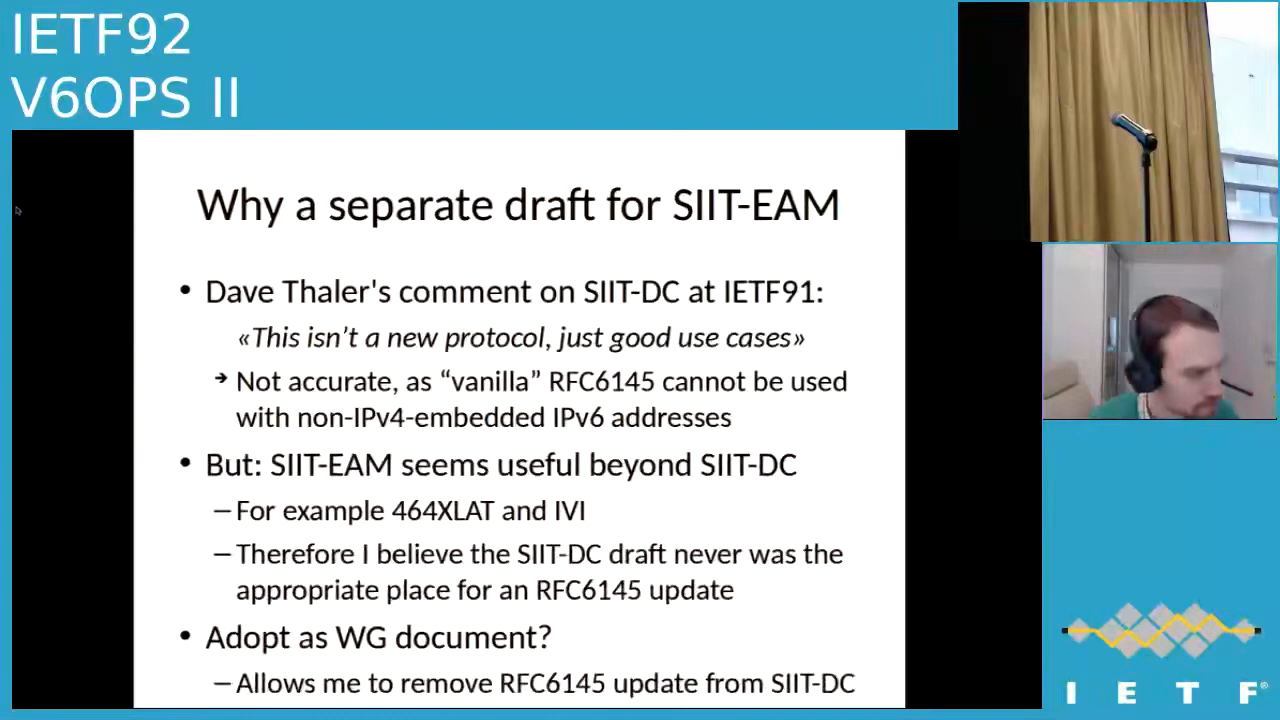 IETF92
V6OPS II
Why a separate draft for SIIT-EAM
• Dave Thaler's comment on SIIT-DC at IETF91:
«This isn’t a new protocol, just good use cases»
➔ Not accurate, as “vanilla” RFC6145 cannot be used
with non-IPv4-embedded IPv6 addresses
• But: SIIT-EAM seems useful beyond SIIT-DC
– For example 464XLAT and IVI
– Therefore I believe the SIIT-DC draft never was the
appropriate place for an RFC6145 update
• Adopt as WG document?
– Allows me to remove RFC6145 update from SIIT-DC
I E T F®